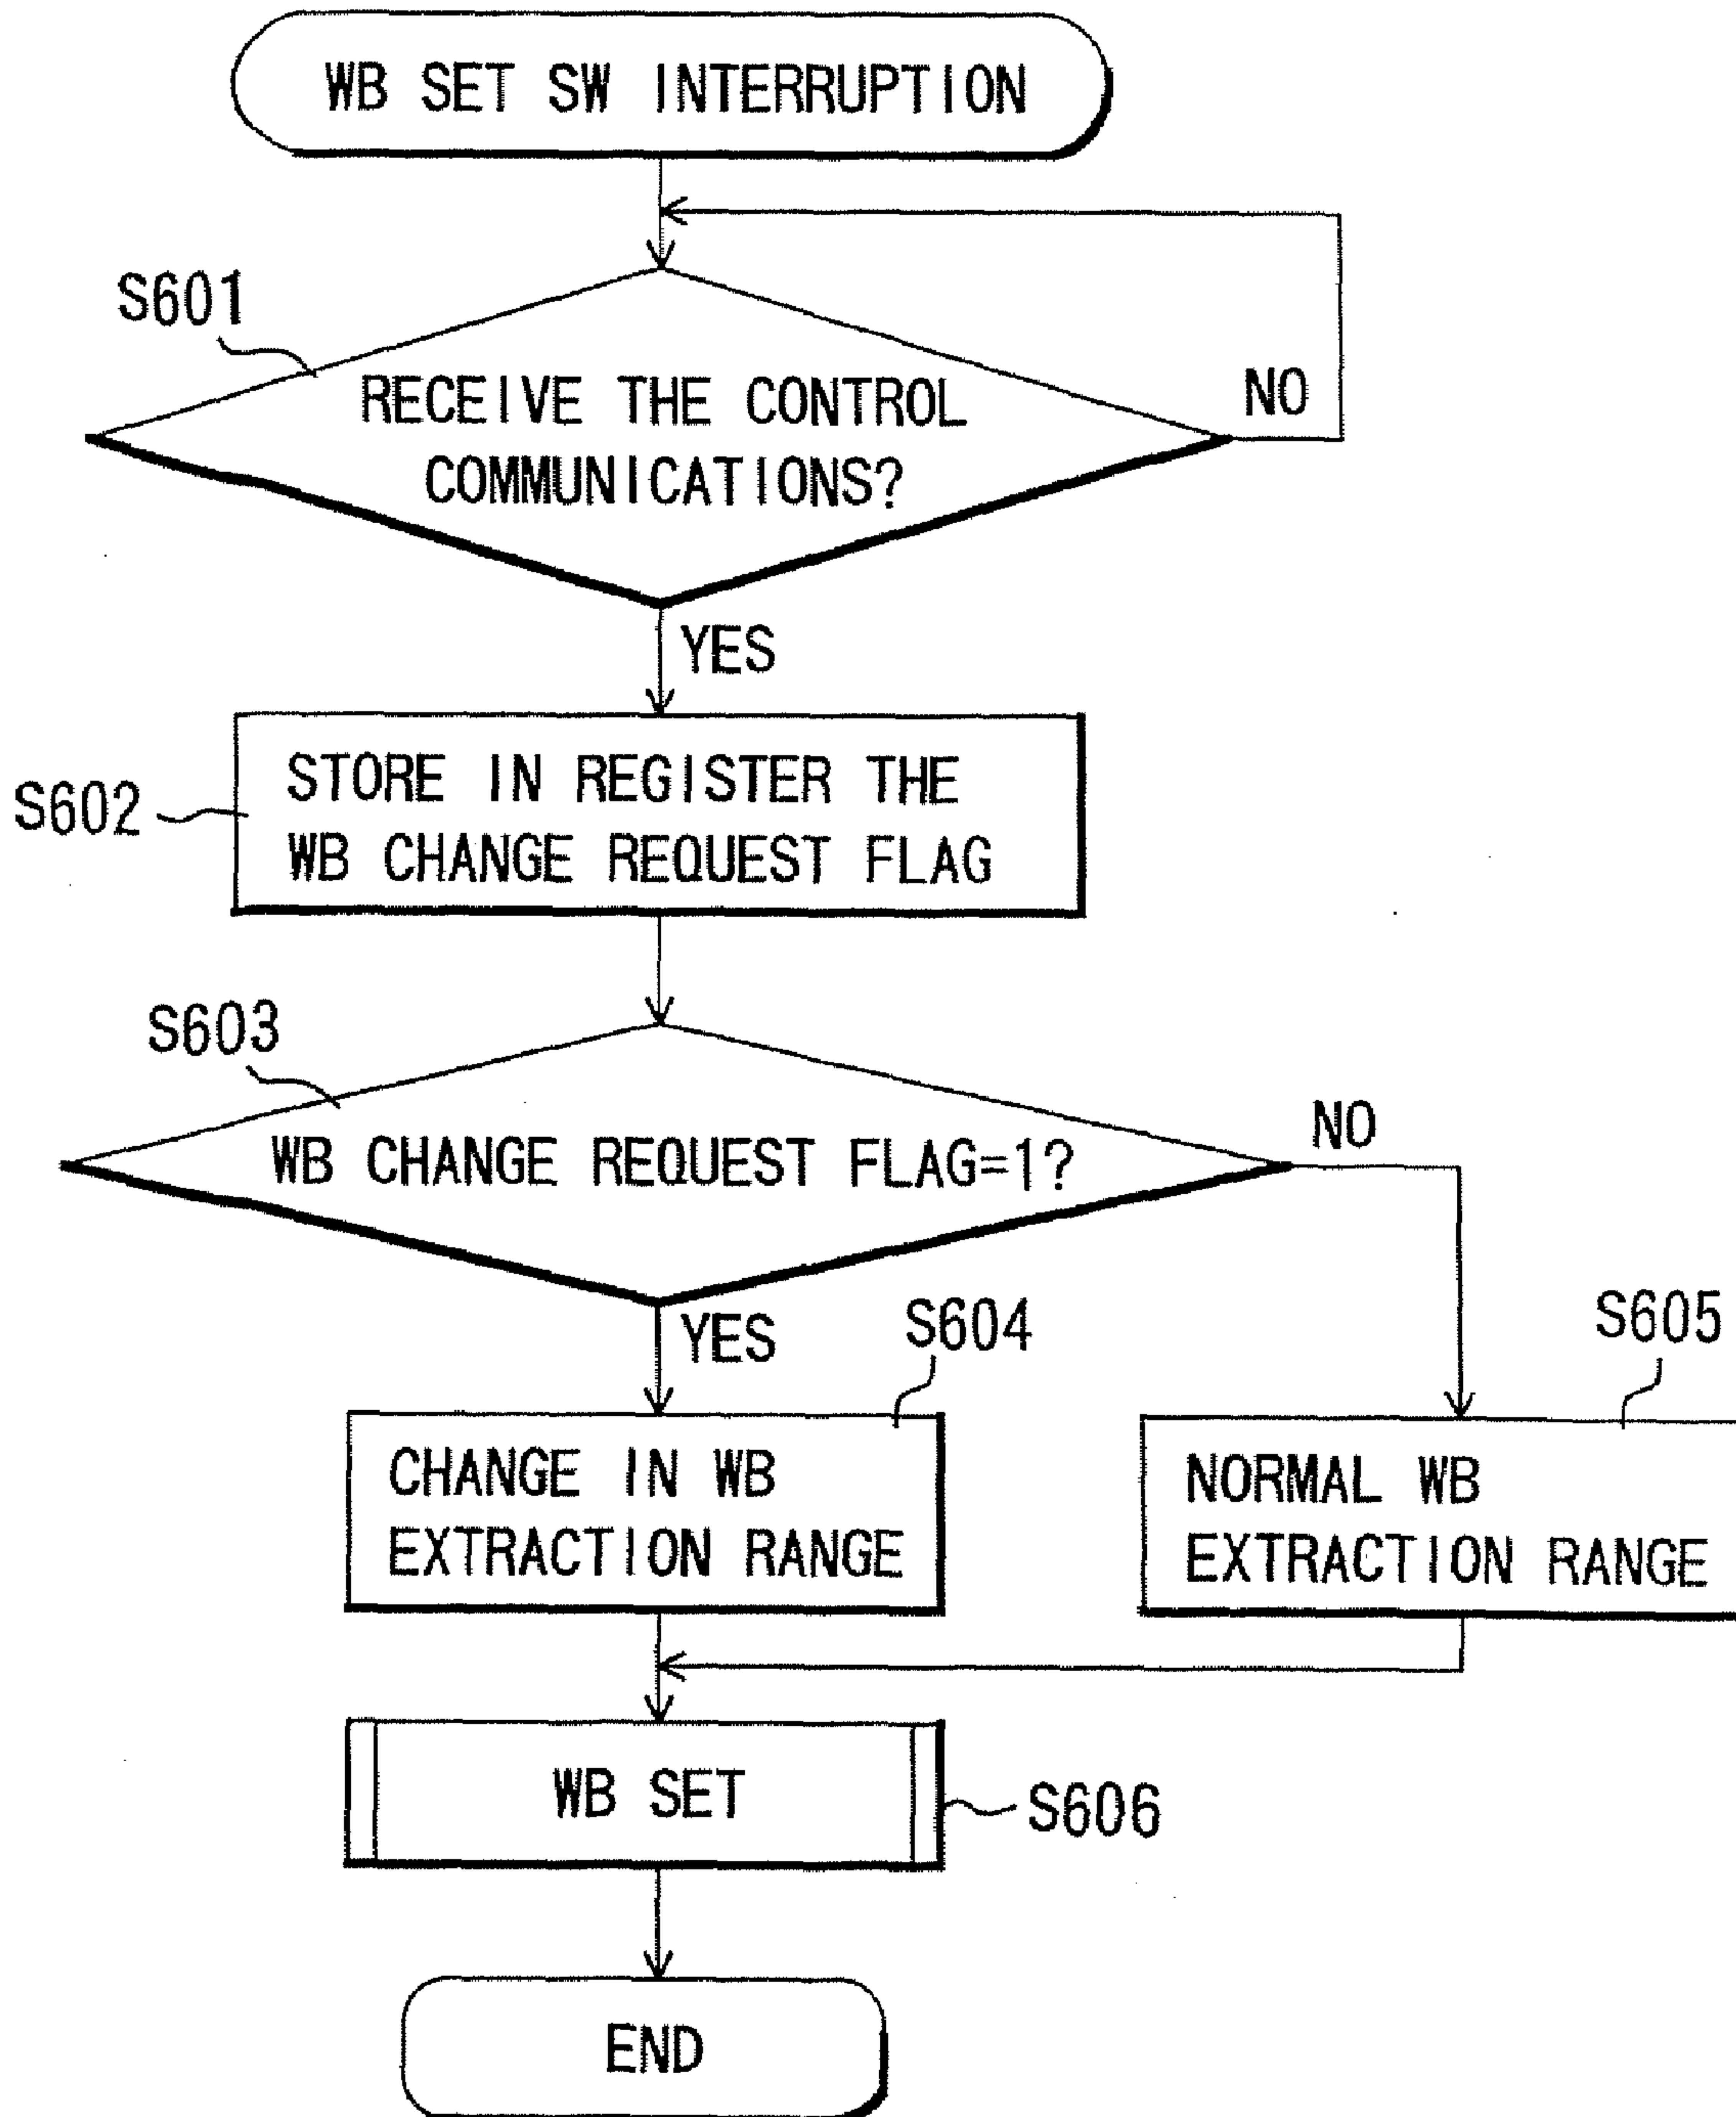 WB SET SW INTERRUPTION
S601
RECEIVE THE CONTROL
COMMUNICATIONS?
NO
YES
S602
STORE IN REGISTER THE
WB CHANGE REQUEST FLAG
S603
WB CHANGE REQUEST FLAG=1?
NO
YES
S604
CHANGE IN WB
EXTRACTION RANGE
S605
NORMAL WB
EXTRACTION RANGE
WB SET
S606
END